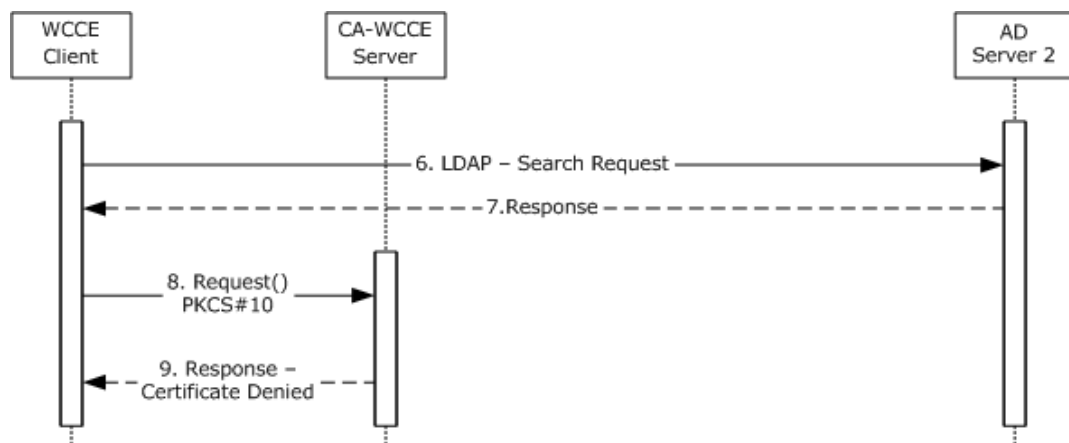 WCCE
Client
CA-WCCE
Server
AD
Server 2
6. LDAP – Search Request
7.Response
8. Request()
PKCS#10
9. Response –
Certificate Denied